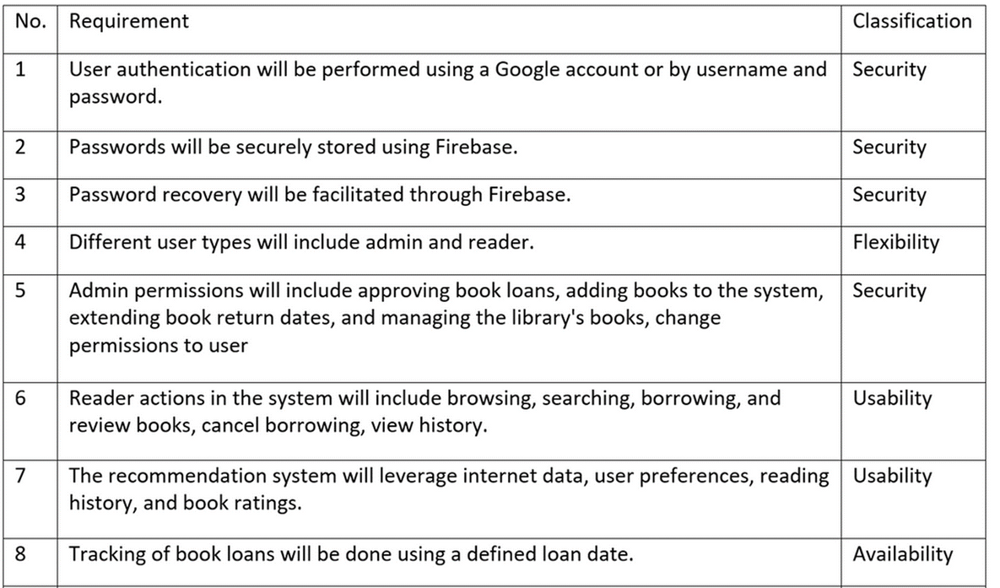 No. Requirement Classification
1 User authentication will be performed using a Google account or by username and Security
password.
2 Passwords will be securely stored using Firebase. Security
3 Password recovery will be facilitated through Firebase. Security
4 Different user types will include admin and reader. Flexibility
5 Admin permissions will include approving book loans, adding books to the system, Security
extending book return dates, and managing the library's books, change
permissions to user
6 Reader actions in the system will include browsing, searching, borrowing, and Usability
review books, cancel borrowing, view history.
7 The recommendation system will leverage internet data, user preferences, reading Usability
history, and book ratings.
8 Tracking of book loans will be done using a defined loan date. Availability